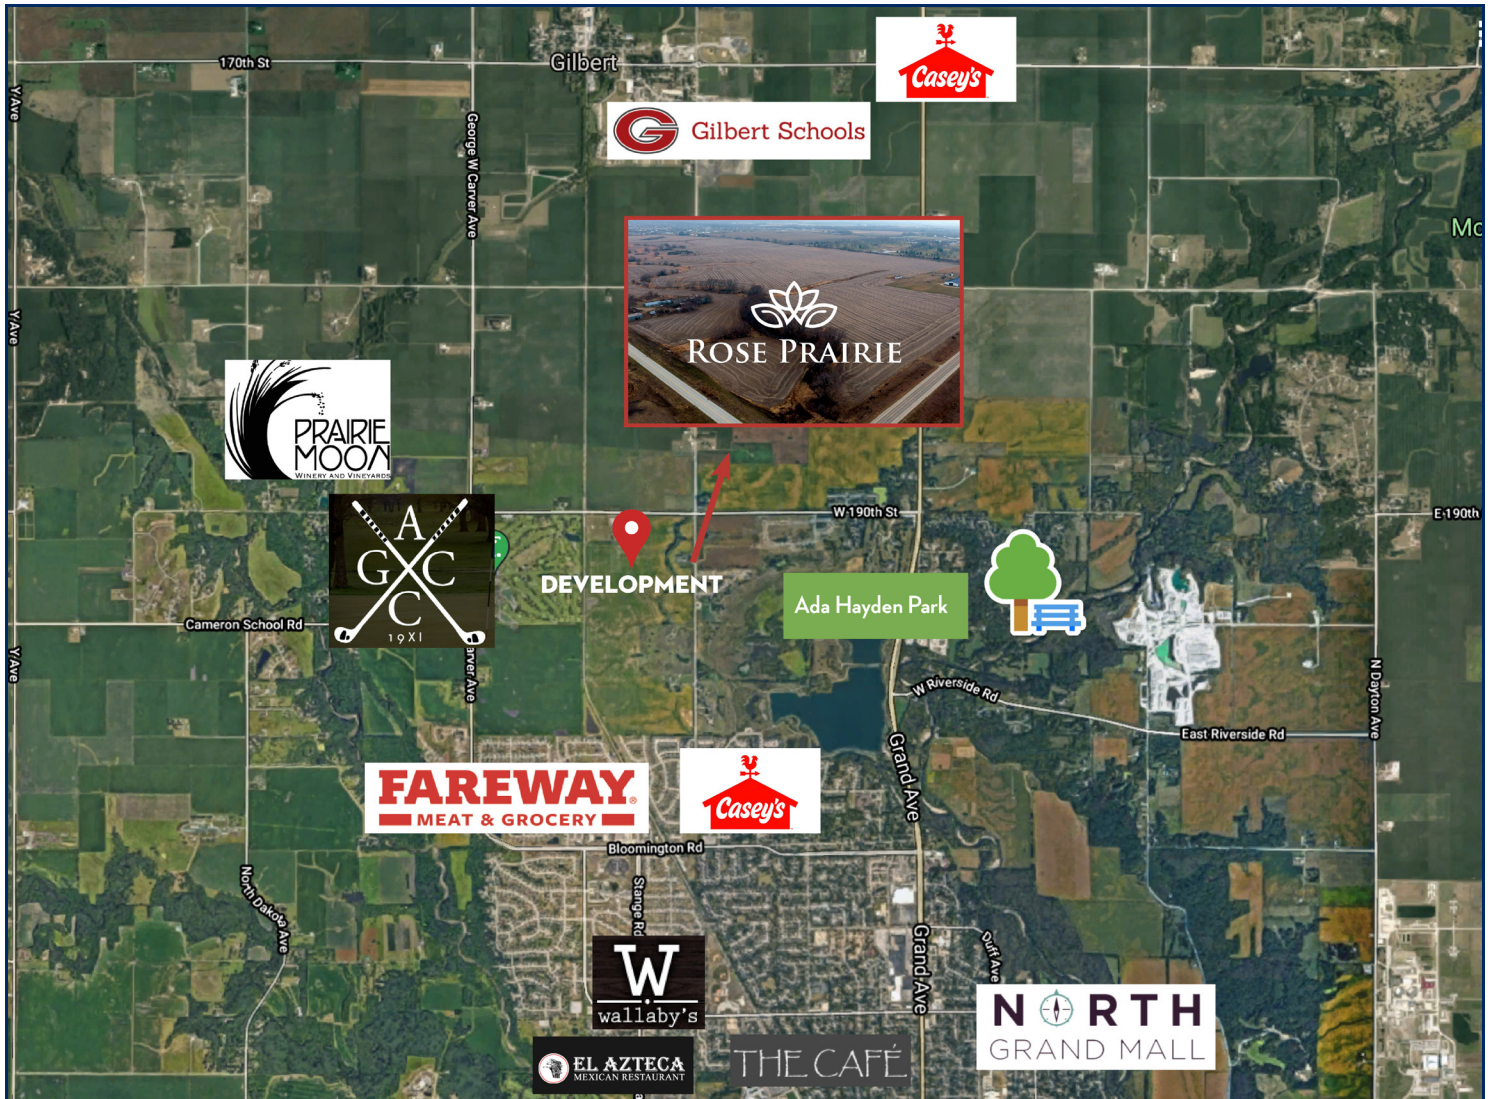 170th St
Gilbert
Casey's
Y Ave
George W Carver Ave
G Gilbert Schools
Mc
ROSE PRAIRIE
Y Ave
PRAIRIE
MOON
WINERY AND VINEYARDS
W 190th St
E 190th
A
G C
C
19XI
DEVELOPMENT
Ada Hayden Park
Cameron School Rd
Y Ave
arver Ave
W Riverside Rd
N Dayton Ave
East Riverside Rd
Grand Ave
FAREWAY®
MEAT & GROCERY
Casey's
Bloomington Rd
North Dakota Ave
Stange Rd
Grand Ave
Duff Ave
W
wallaby's
NORTH
GRAND MALL
EL AZTECA
MEXICAN RESTAURANT
THE CAFÉ
a